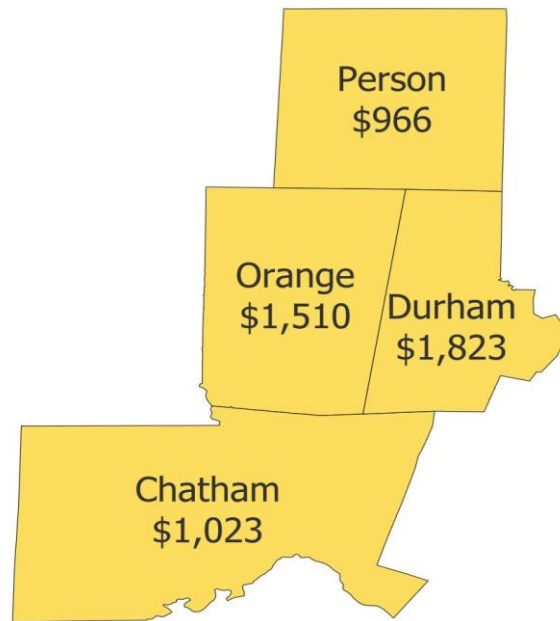 Person
$966
Orange
$1,510
Durham
$1,823
Chatham
$1,023